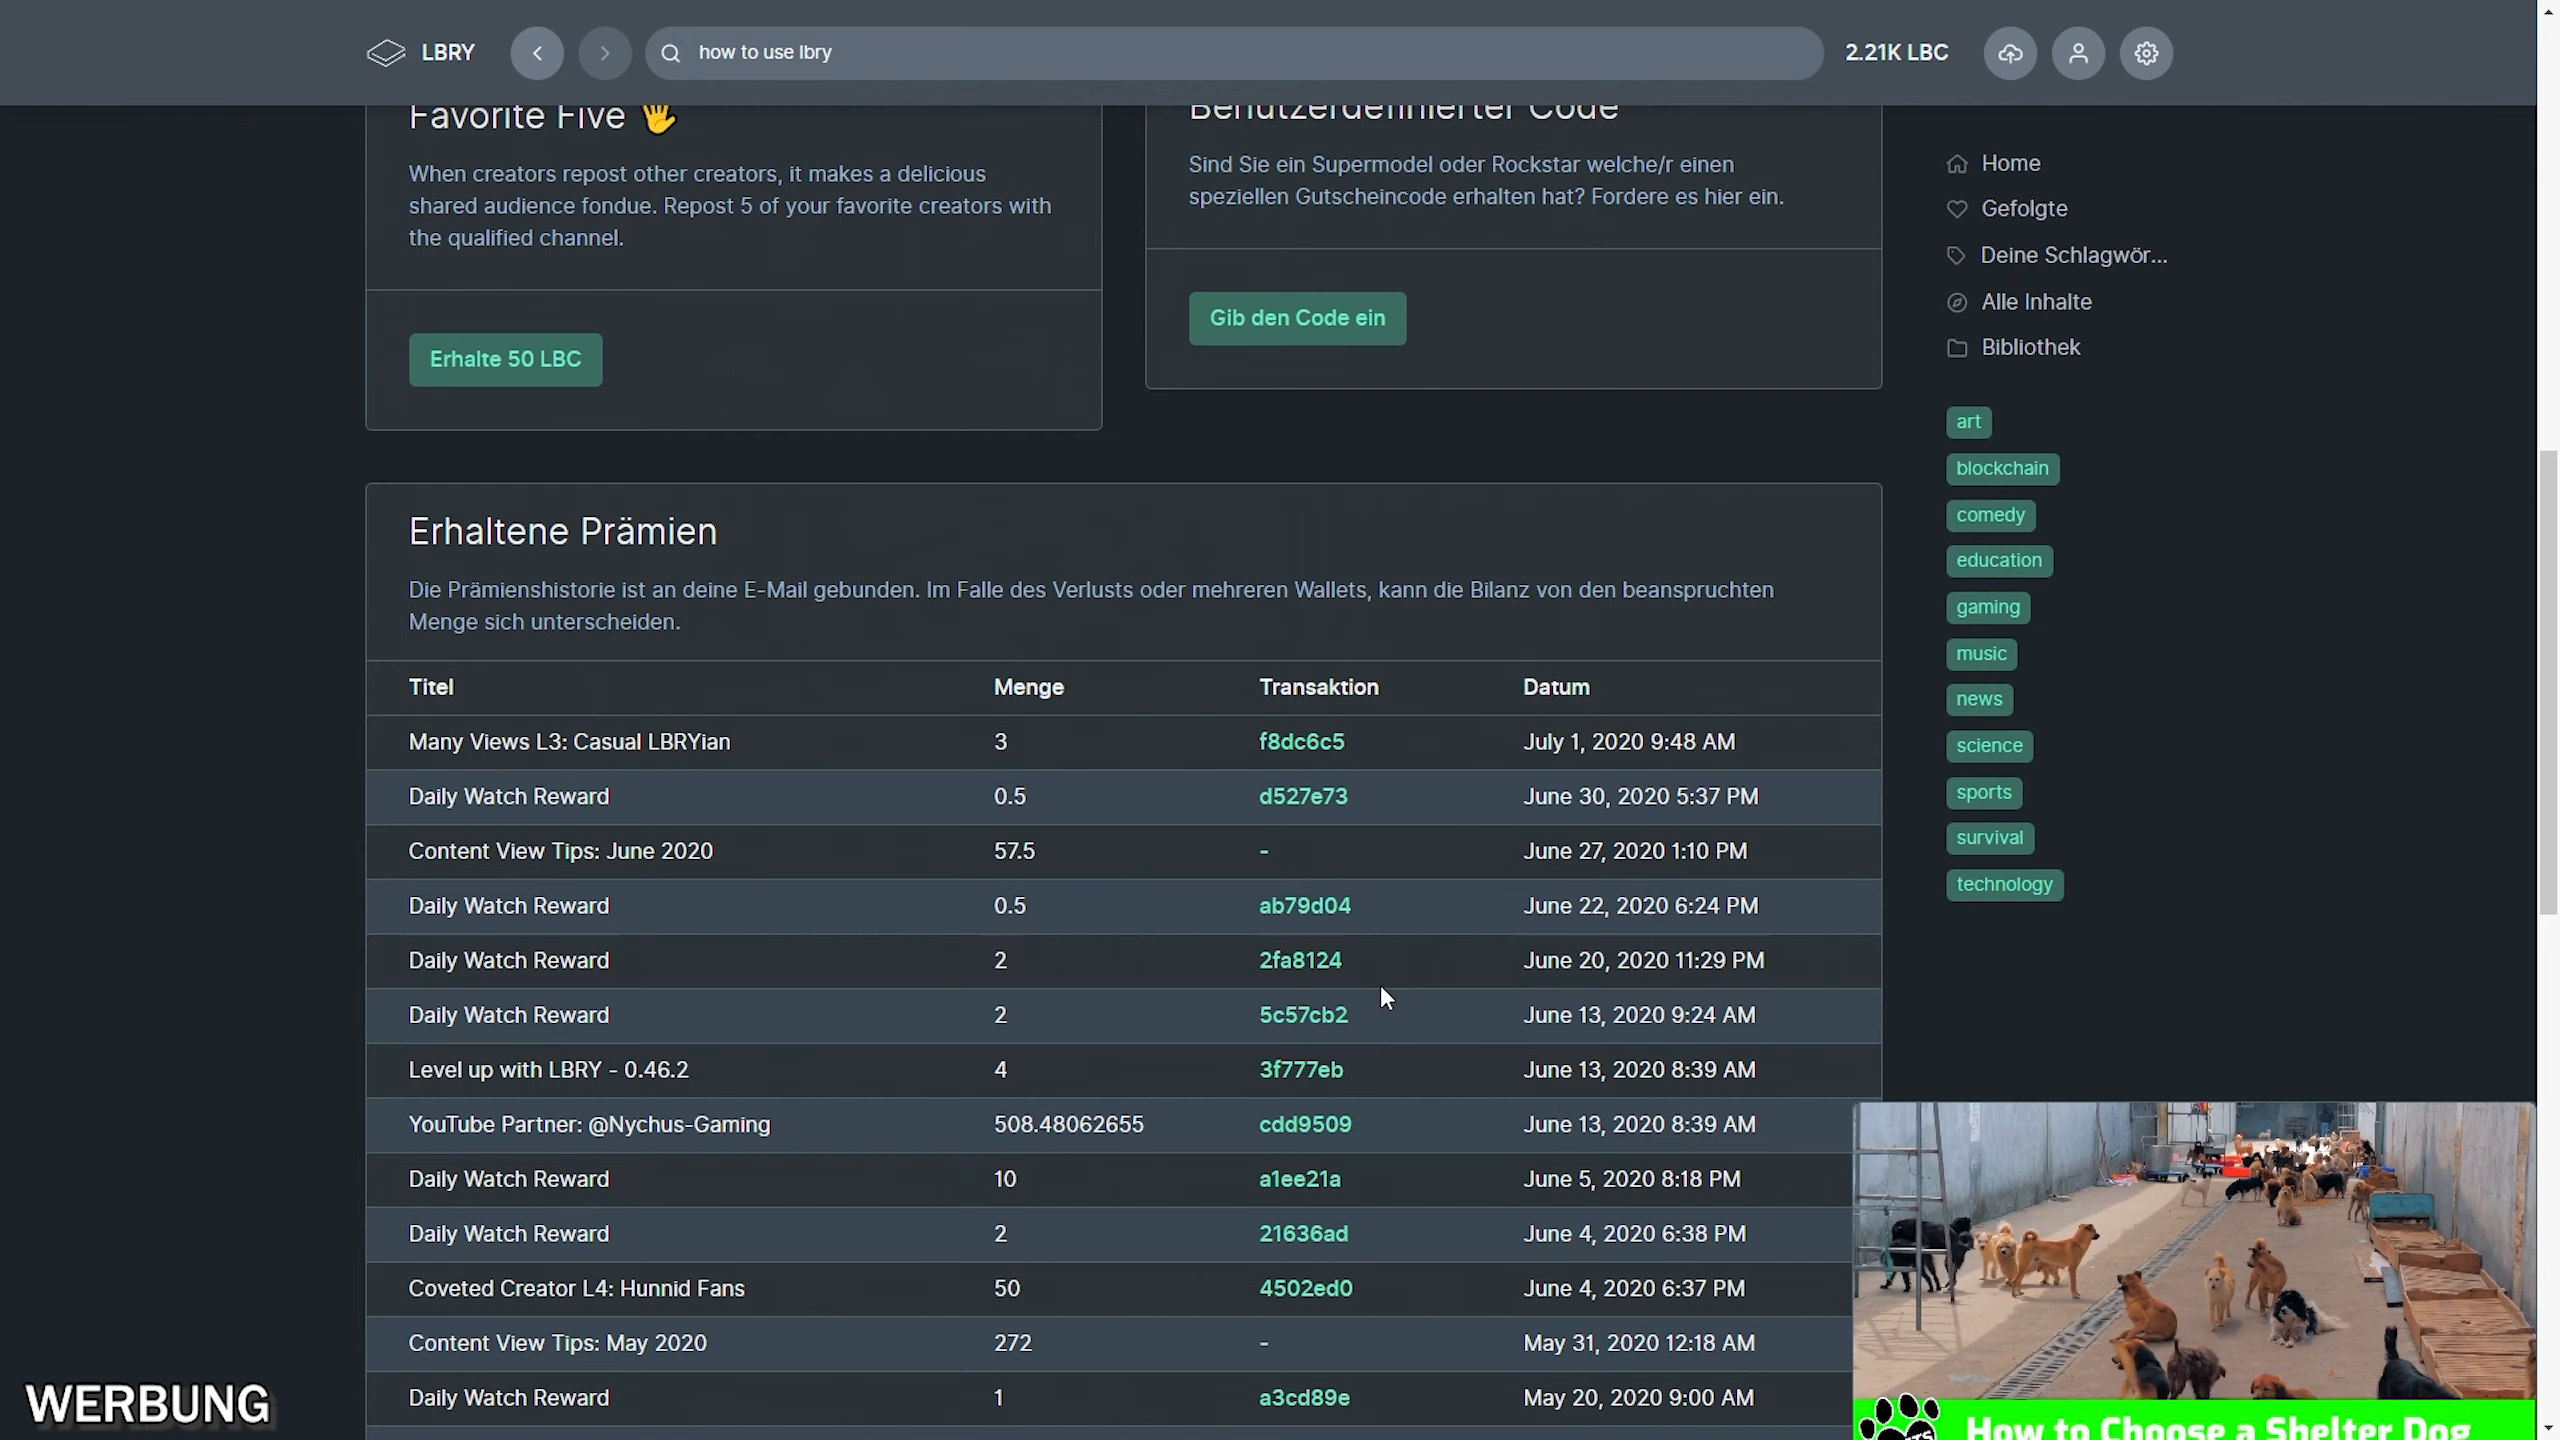 LBRY
how to use lbry
2.21K LBC
Favorite Five
When creators repost other creators, it makes a delicious
shared audience fondue. Repost 5 of your favorite creators with
the qualified channel.
Erhalte 50 LBC
Benutzerdefinierter Code
Sind Sie ein Supermodel oder Rockstar welche/r einen
speziellen Gutscheincode erhalten hat? Fordere es hier ein.
Gib den Code ein
Home
Gefolgte
Deine Schlagwör...
Alle Inhalte
Bibliothek
art
blockchain
comedy
education
gaming
music
news
science
sports
survival
technology
Erhaltene Prämien
Die Prämienshistorie ist an deine E-Mail gebunden. Im Falle des Verlusts oder mehreren Wallets, kann die Bilanz von den beanspruchten
Menge sich unterscheiden.
Titel Menge Transaktion Datum
Many Views L3: Casual LBRYian 3 f8dc6c5 July 1, 2020 9:48 AM
Daily Watch Reward 0.5 d527e73 June 30, 2020 5:37 PM
Content View Tips: June 2020 57.5 - June 27, 2020 1:10 PM
Daily Watch Reward 0.5 ab79d04 June 22, 2020 6:24 PM
Daily Watch Reward 2 2fa8124 June 20, 2020 11:29 PM
Daily Watch Reward 2 5c57cb2 June 13, 2020 9:24 AM
Level up with LBRY - 0.46.2 4 3f777eb June 13, 2020 8:39 AM
YouTube Partner: @Nychus-Gaming 508.48062655 cdd9509 June 13, 2020 8:39 AM
Daily Watch Reward 10 a1ee21a June 5, 2020 8:18 PM
Daily Watch Reward 2 21636ad June 4, 2020 6:38 PM
Coveted Creator L4: Hunnid Fans 50 4502ed0 June 4, 2020 6:37 PM
Content View Tips: May 2020 272 - May 31, 2020 12:18 AM
Daily Watch Reward 1 a3cd89e May 20, 2020 9:00 AM
WERBUNG
How to Choose a Shelter Dog